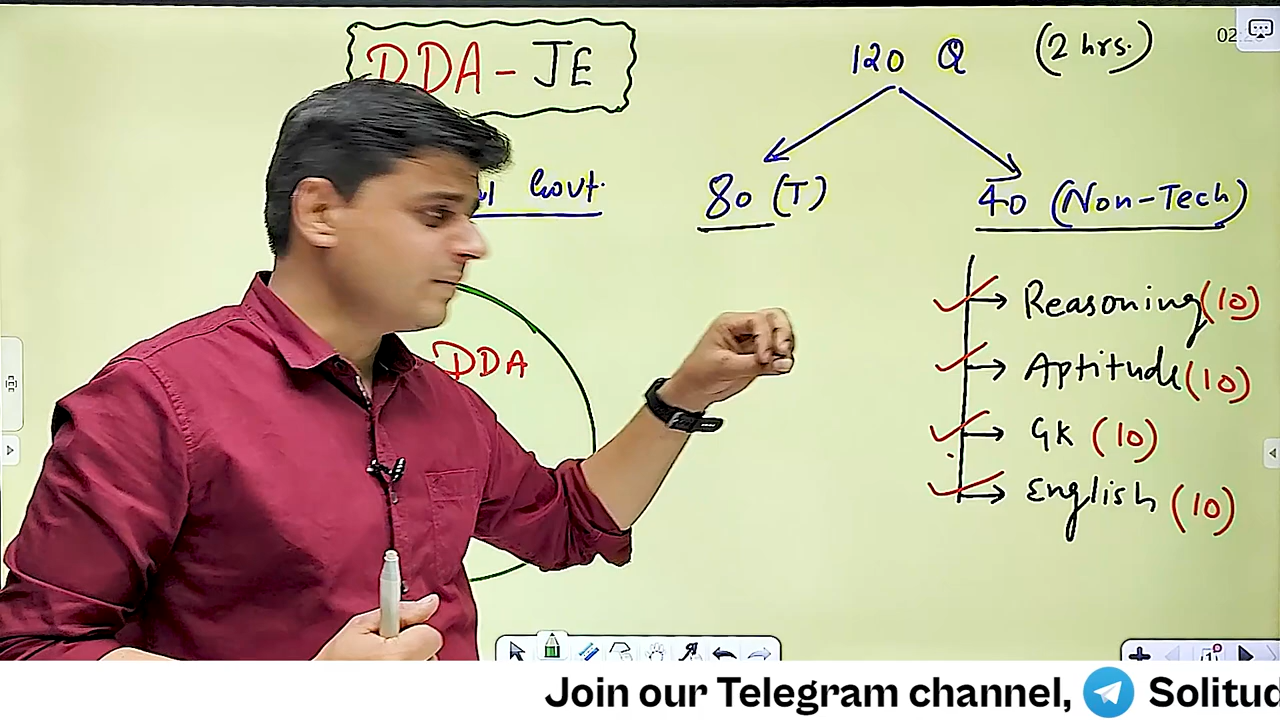 DDA - JE
120 Q (2 hrs.)
Govt.
80 (T)
40 (Non-Tech)
Reasoning (10)
DDA
Aptitude (10)
GK (10)
English (10)
Join our Telegram channel, Solitud